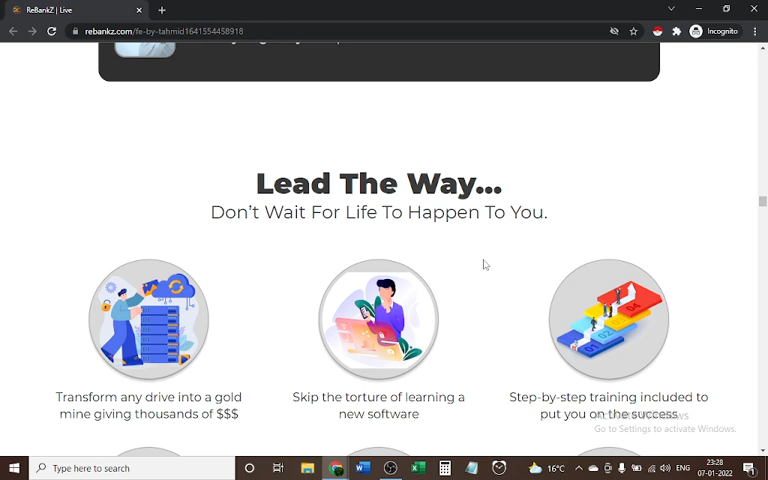 ReBankZ | Live
rebankz.com/fe-by-tahmid1641554458918
Incognito
Lead The Way...
Don't Wait For Life To Happen To You.
Transform any drive into a gold
mine giving thousands of $$$
Skip the torture of learning a
new software
Step-by-step training included to
put you on the success
Activate Windows
Go to Settings to activate Windows.
Type here to search
16°C
ENG
23:28
07-01-2022